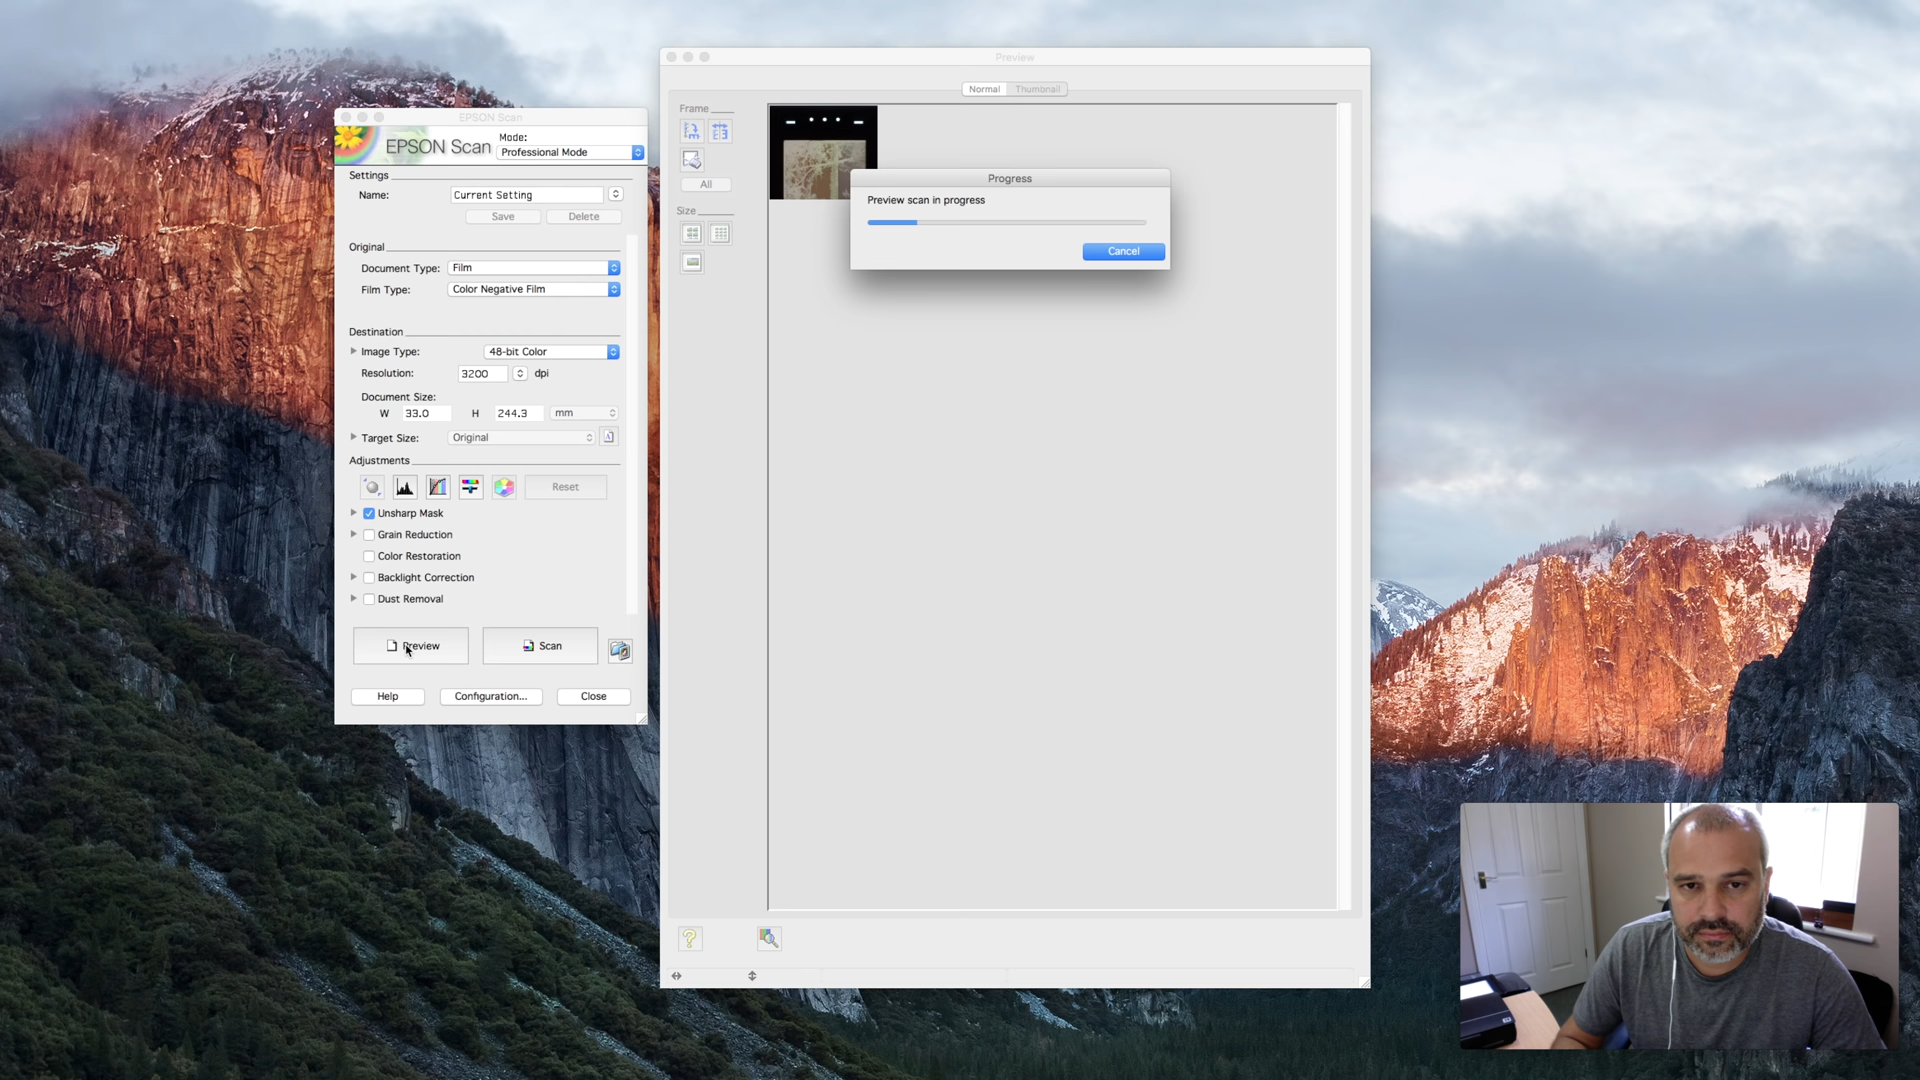 EPSON Scan
EPSON Scan
Mode:
Professional Mode
Settings
Name:
Current Setting
Save
Delete
Original
Document Type:
Film
Film Type:
Color Negative Film
Destination
Image Type:
48-bit Color
Resolution:
3200
dpi
Document Size:
W
33.0
H
244.3
mm
Target Size:
Original
Adjustments
Reset
Unsharp Mask
Grain Reduction
Color Restoration
Backlight Correction
Dust Removal
Preview
Scan
Help
Configuration...
Close
Preview
Normal
Thumbnail
Frame
All
Size
Progress
Preview scan in progress
Cancel